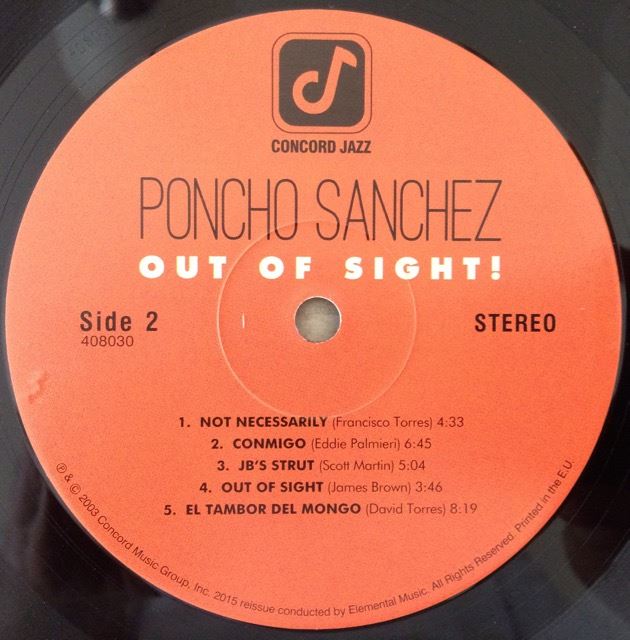 CONCORD JAZZ
PONCHO SANCHEZ
OUT OF SIGHT!
Side 2
408030
STEREO
1. NOT NECESSARILY (Francisco Torres) 4:33
2. CONMIGO (Eddie Palmieri) 6:45
3. JB'S STRUT (Scott Martin) 5:04
4. OUT OF SIGHT (James Brown) 3:46
5. EL TAMBOR DEL MONGO (David Torres) 8:19
℗ & © 2003 Concord Music Group, Inc. 2015 reissue conducted by Elemental Music. All Rights Reserved. Printed in the E.U.